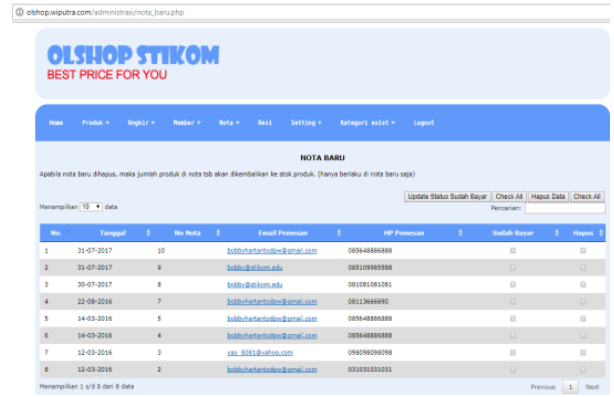 olshop.wiputra.com/administrasi/nota_baru.php
OLSHOP STIKOM
BEST PRICE FOR YOU
Home Produk + Ongkir + Member + Nota + Resi Setting + Kategori exist + Logout
NOTA BARU
Apabila nota baru dihapus, maka jumlah produk di nota tsb akan dikembalikan ke stok produk. (hanya berlaku di nota baru saja)
Update Status Sudah Bayar Check All Hapus Data Check All
Menampilkan 10 data Pencarian:
No. Tanggal No Nota Email Pemesan HP Pemesan Sudah Bayar Hapus
1 31-07-2017 10 bobbyhartantodpw@gmail.com 085648886888
2 31-07-2017 9 bobby@stikom.edu 085109985588
3 30-07-2017 8 bobby@stikom.edu 081081081081
4 22-08-2016 7 bobbyhartantodpw@gmail.com 08113666690
5 14-03-2016 5 bobbyhartantodpw@gmail.com 085648886888
6 14-03-2016 4 bobbyhartantodpw@gmail.com 085648886888
7 12-03-2016 3 yao_8081@yahoo.com 098098098098
8 12-03-2016 2 bobbyhartantodpw@gmail.com 031031031031
Menampilkan 1 s/d 8 dari 8 data Previous 1 Next